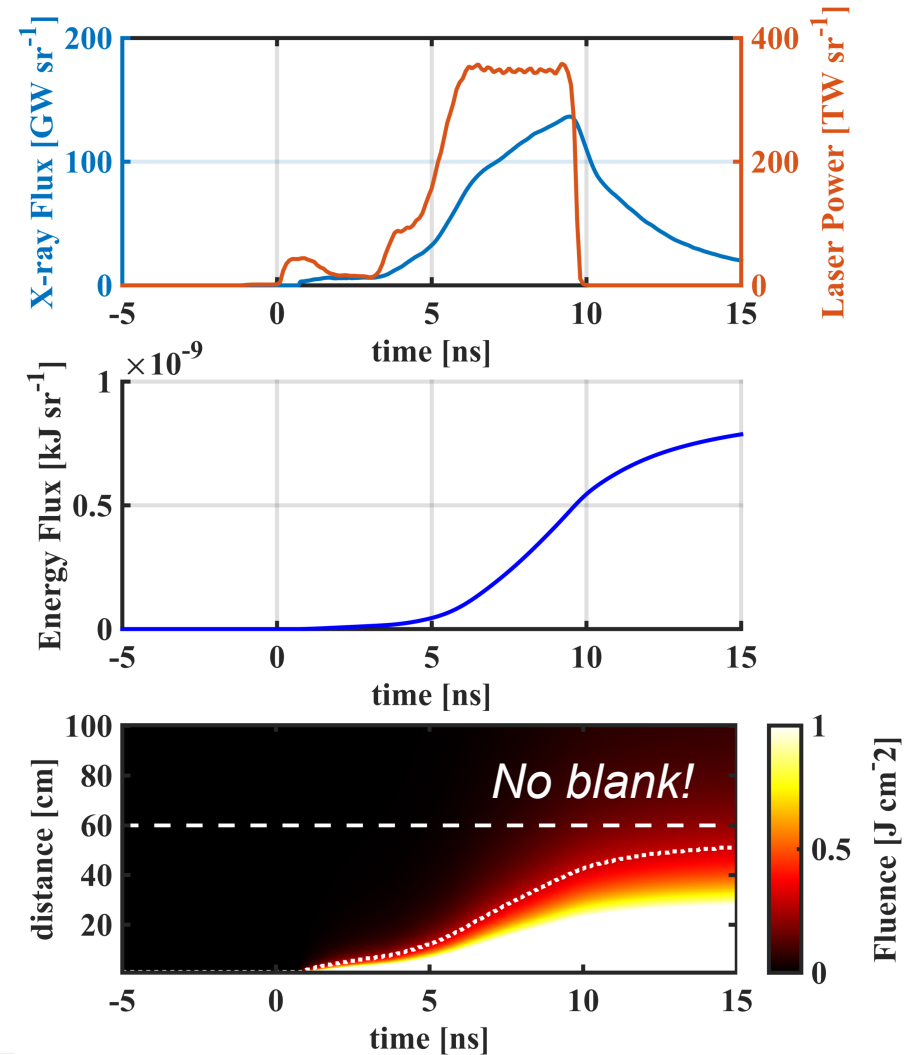 X-ray Flux [GW sr⁻¹]
200
100
0
Laser Power [TW sr⁻¹]
400
200
0
-5 0 5 10 15
time [ns]
×10⁻⁹
Energy Flux [kJ sr⁻¹]
1
0.5
0
-5 0 5 10 15
time [ns]
distance [cm]
100
80
60
40
20
No blank!
-5 0 5 10 15
time [ns]
1
0.5
0
Fluence [J cm⁻2]